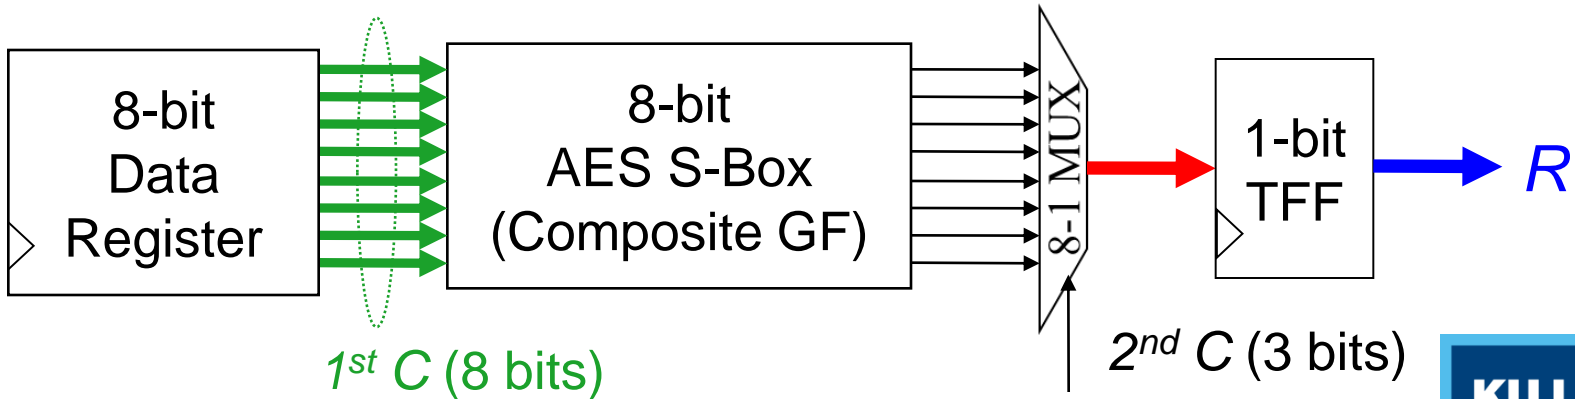 8-bit
Data
Register
8-bit
AES S-Box
(Composite GF)
8-1 MUX
1-bit
TFF
R
1st C (8 bits)
2nd C (3 bits)